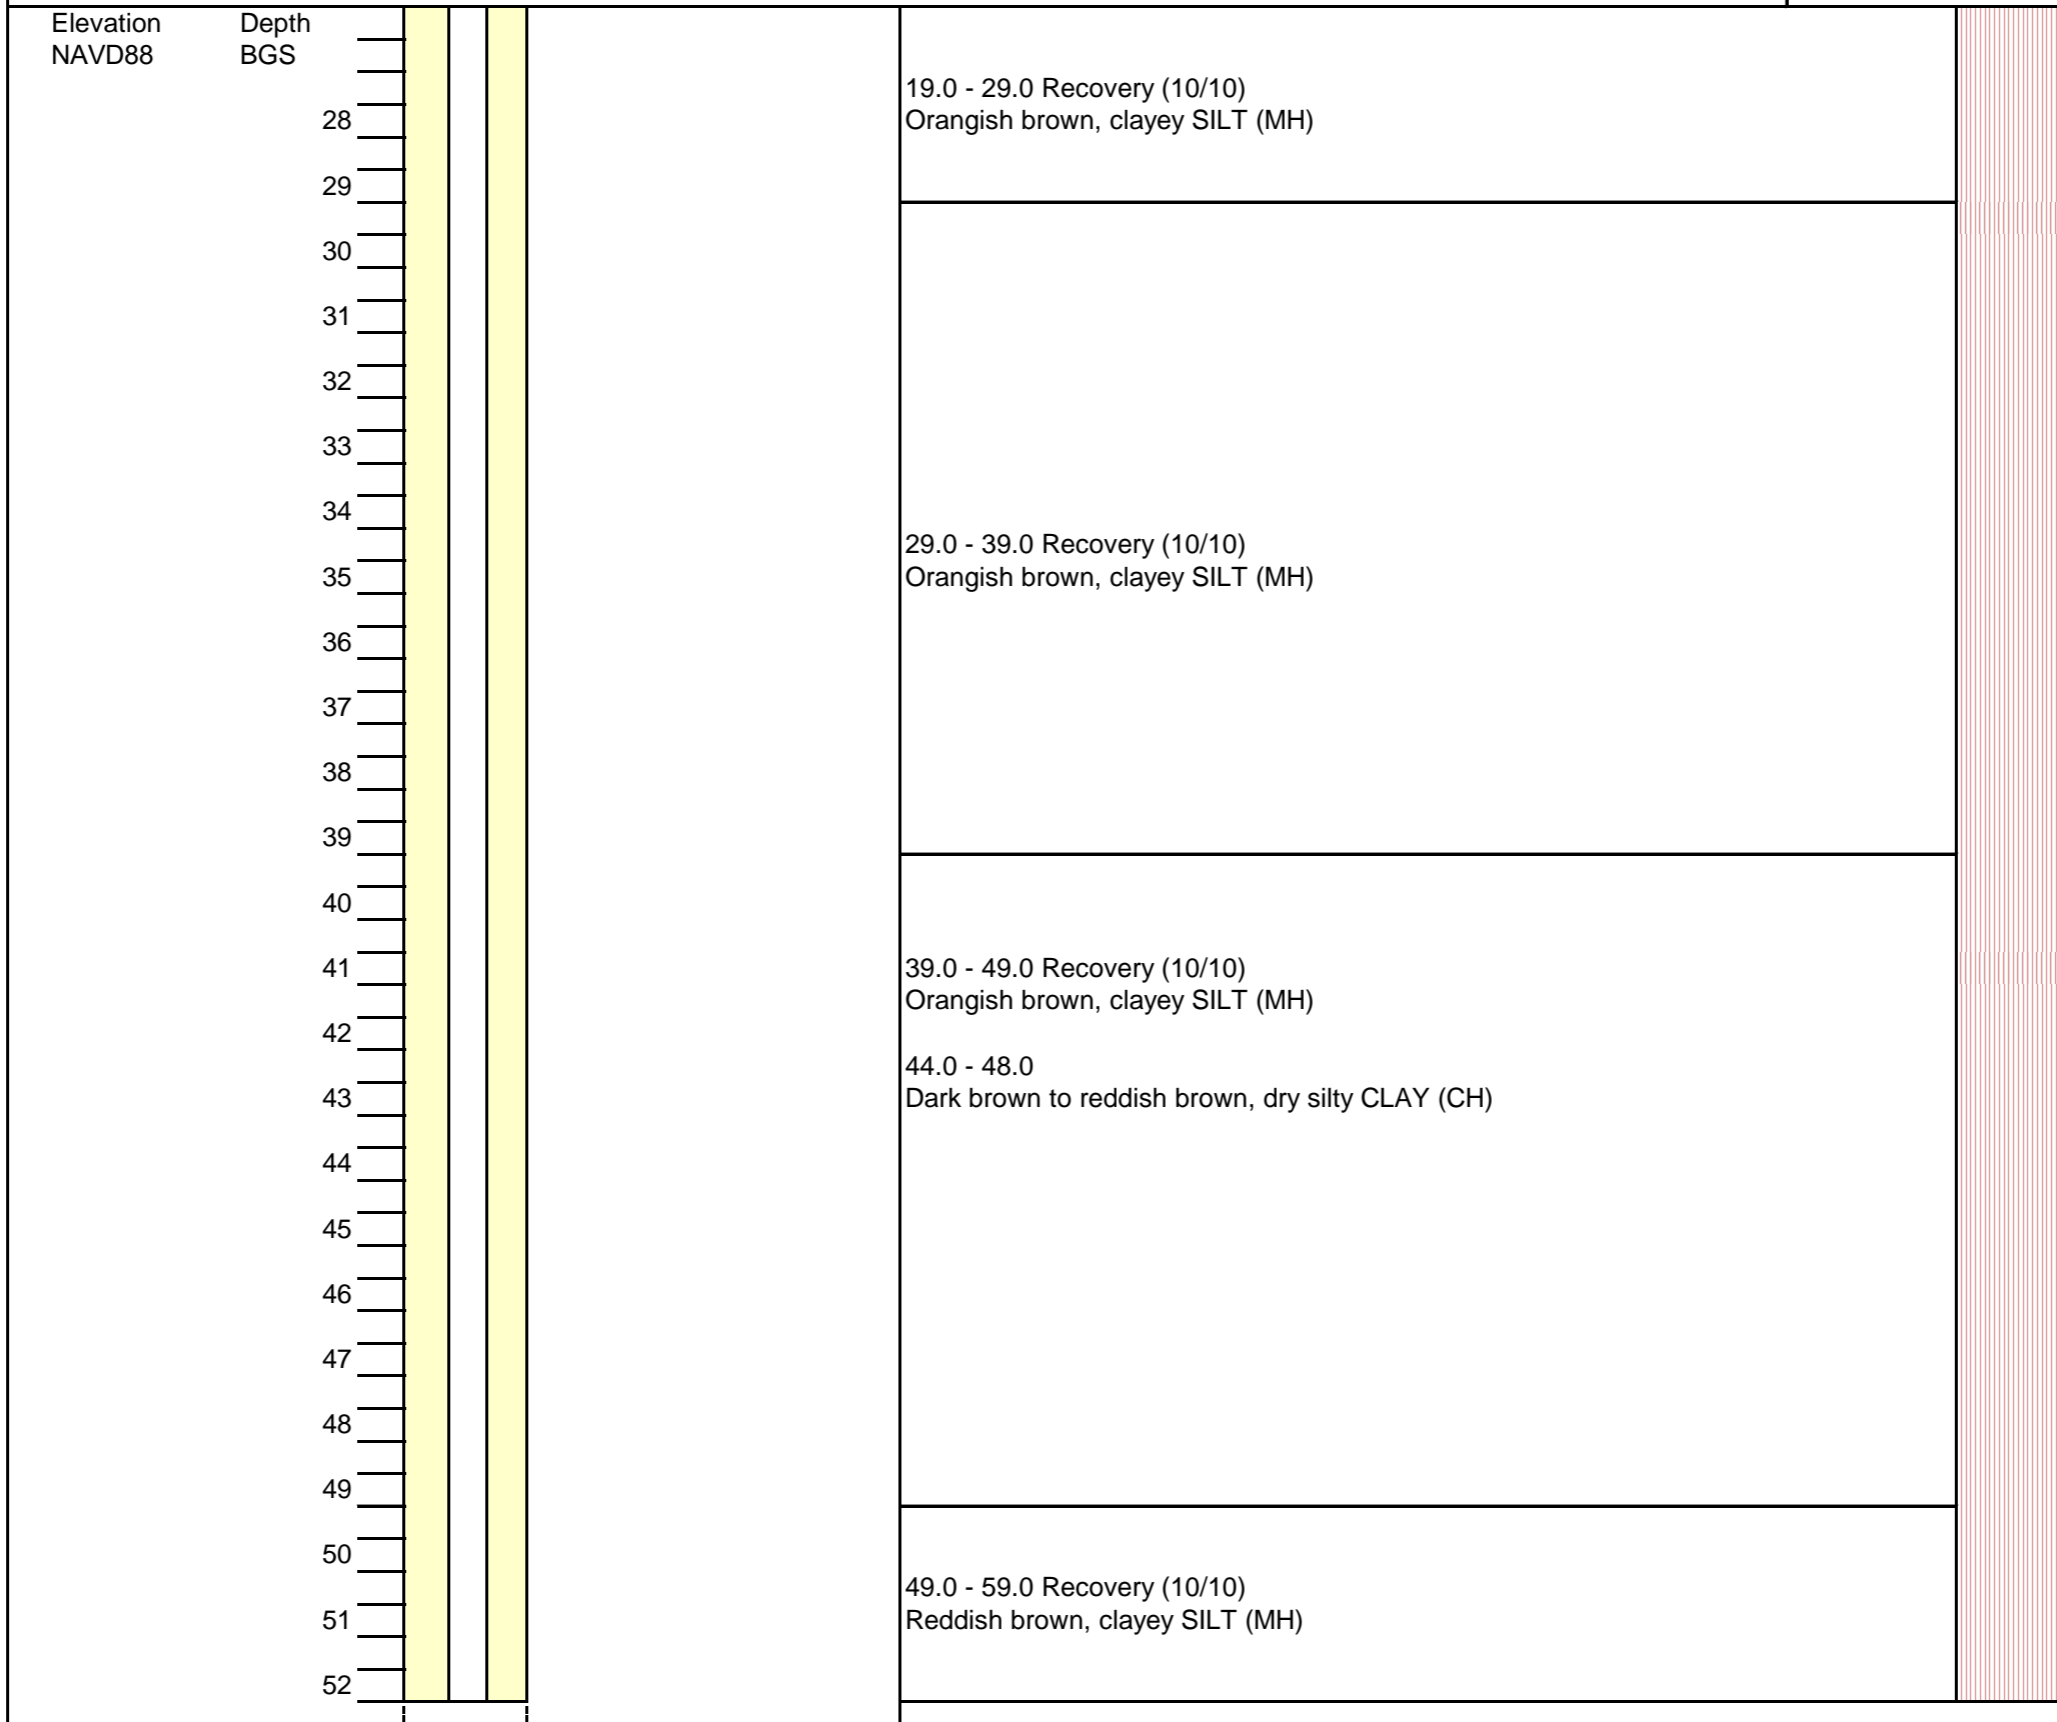 Elevation Depth
NAVD88 BGS
19.0 - 29.0 Recovery (10/10)
28 Orangish brown, clayey SILT (MH)
29
30
31
32
33
34
29.0 - 39.0 Recovery (10/10)
35 Orangish brown, clayey SILT (MH)
36
37
38
39
40
41 39.0 - 49.0 Recovery (10/10)
Orangish brown, clayey SILT (MH)
42
44.0 - 48.0
43 Dark brown to reddish brown, dry silty CLAY (CH)
44
45
46
47
48
49
50
49.0 - 59.0 Recovery (10/10)
51 Reddish brown, clayey SILT (MH)
52